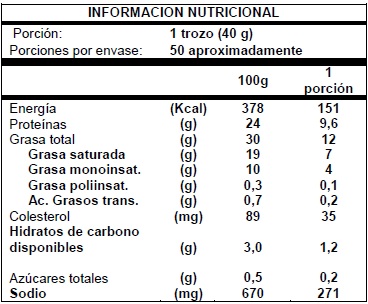 INFORMACION NUTRICIONAL
Porción: 1 trozo (40 g)
Porciones por envase: 50 aproximadamente
100g 1 porción
Energía (Kcal) 378 151
Proteínas (g) 24 9,6
Grasa total (g) 30 12
Grasa saturada (g) 19 7
Grasa monoinsat. (g) 10 4
Grasa poliinsat. (g) 0,3 0,1
Ac. Grasos trans. (g) 0,7 0,2
Colesterol (mg) 89 35
Hidratos de carbono
disponibles (g) 3,0 1,2
Azúcares totales (g) 0,5 0,2
Sodio (mg) 670 271